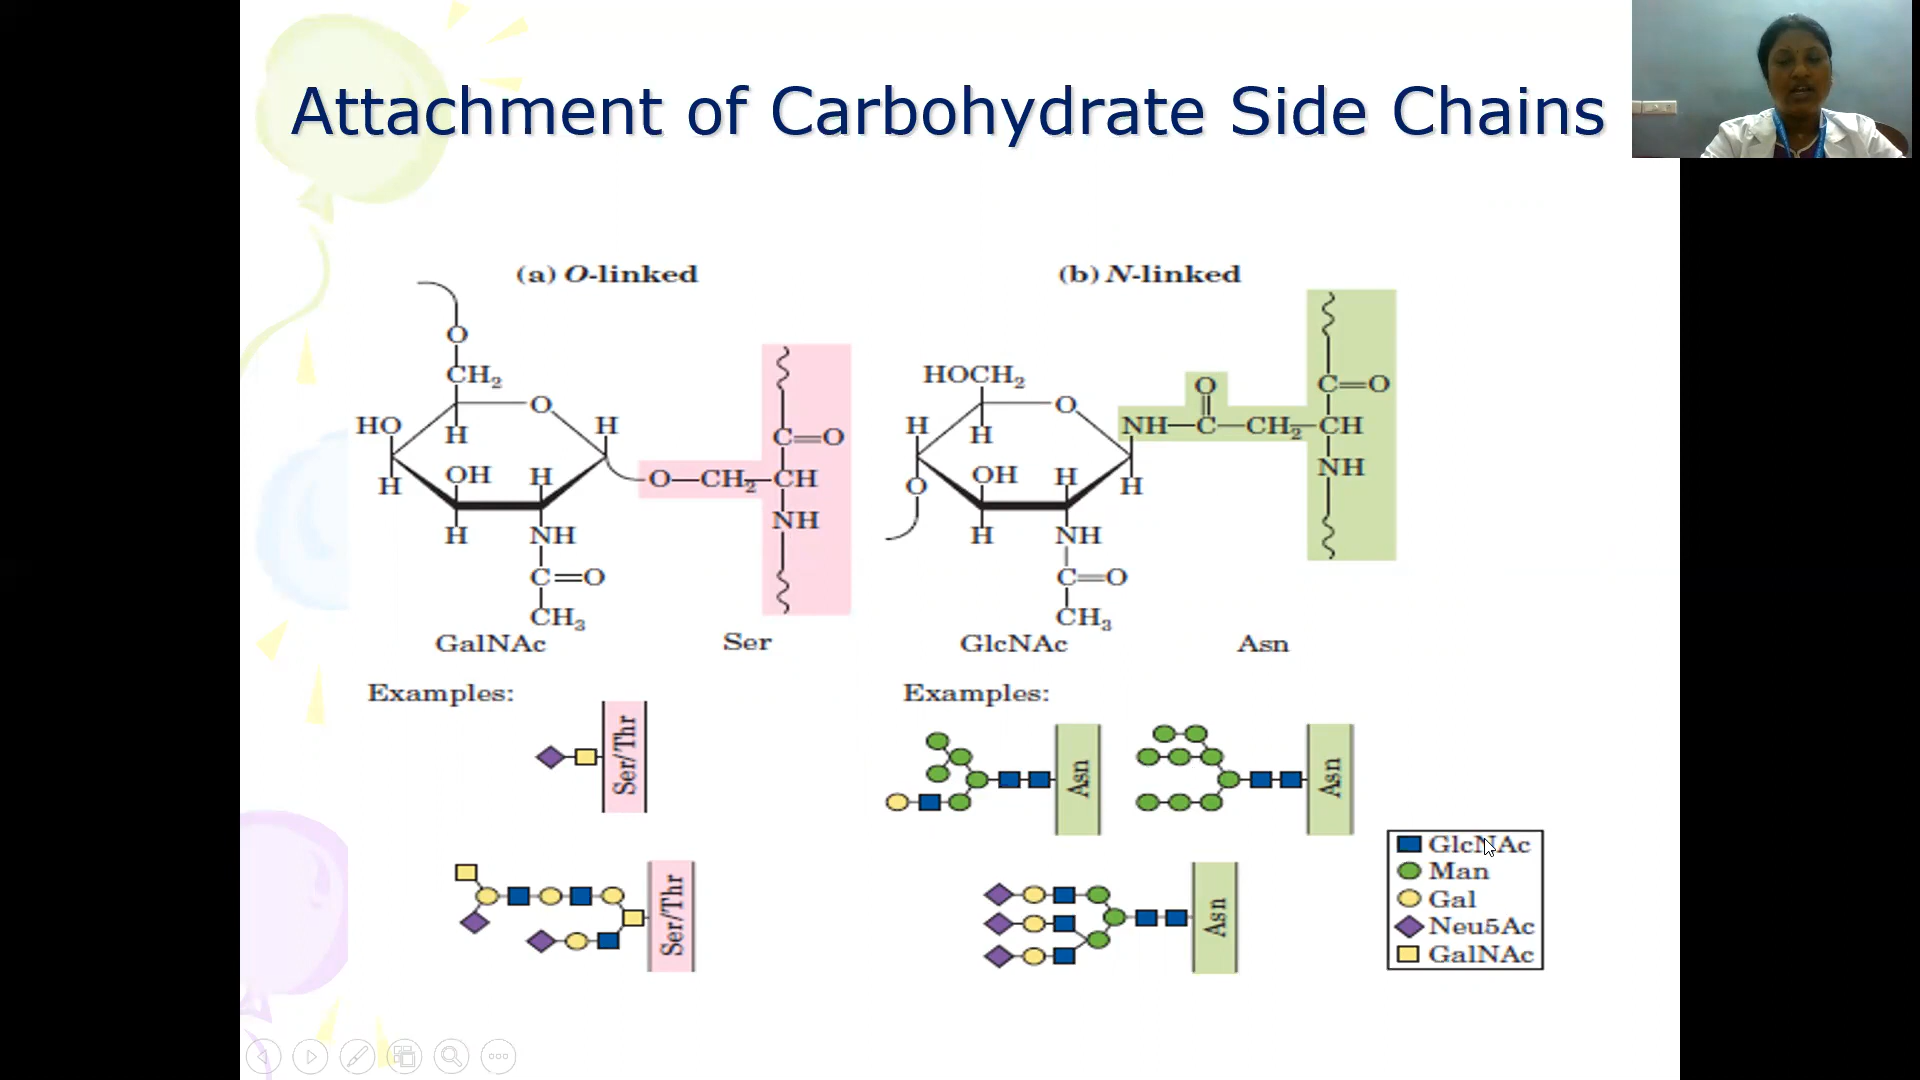 Attachment of Carbohydrate Side Chains
(a) O-linked
O
CH2
O
HO
H
H
H
OH
H
H
NH
C=O
CH3
GalNAc
O—CH2—CH
C=O
NH
Ser
(b) N-linked
HOCH2
O
H
H
OH
H
H
O
H
NH
C=O
CH3
GlcNAc
O
NH—C—CH2—CH
C=O
NH
Asn
Examples:
Ser/Thr
Ser/Thr
Examples:
Asn
Asn
Asn
GlcNAc
Man
Gal
Neu5Ac
GalNAc